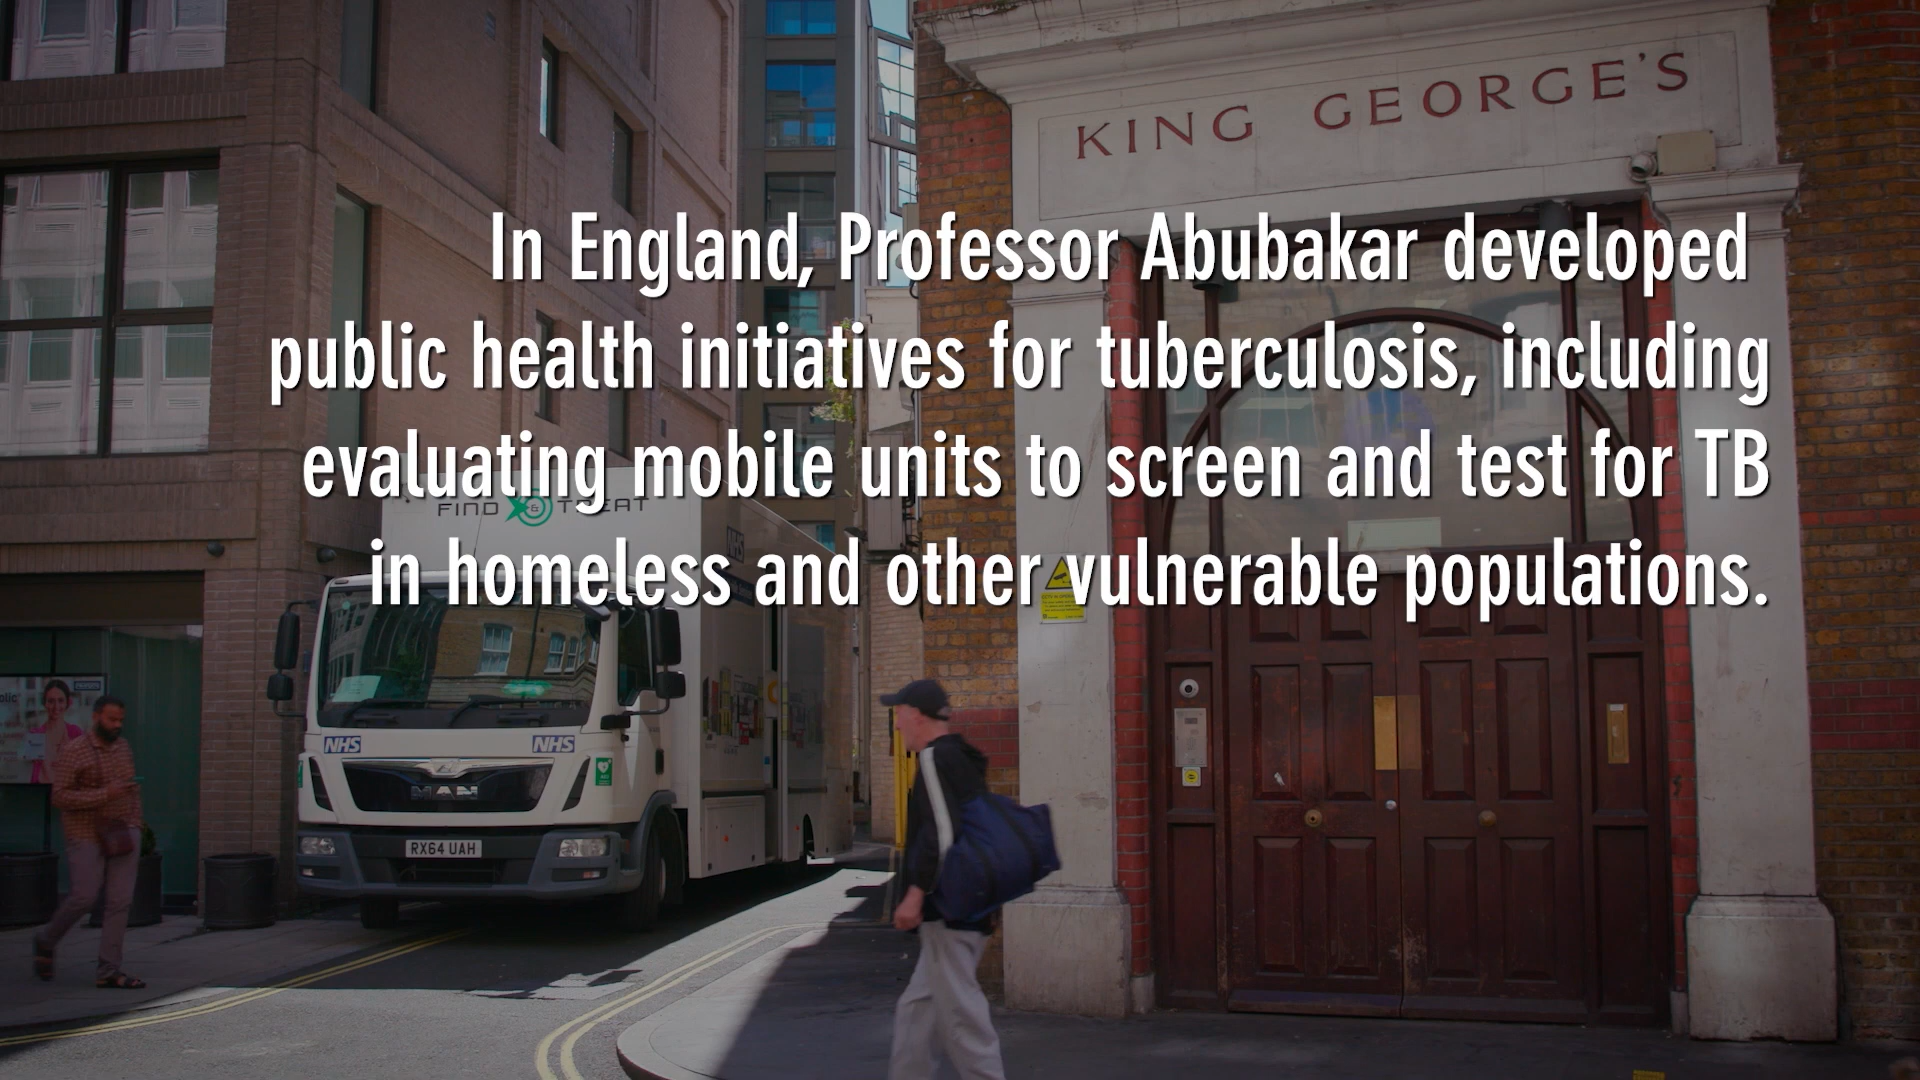 KING GEORGE'S
In England, Professor Abubakar developed
public health initiatives for tuberculosis, including
evaluating mobile units to screen and test for TB
in homeless and other vulnerable populations.
FIND & TREAT
NHS
NHS NHS
MAN
RX64 UAH